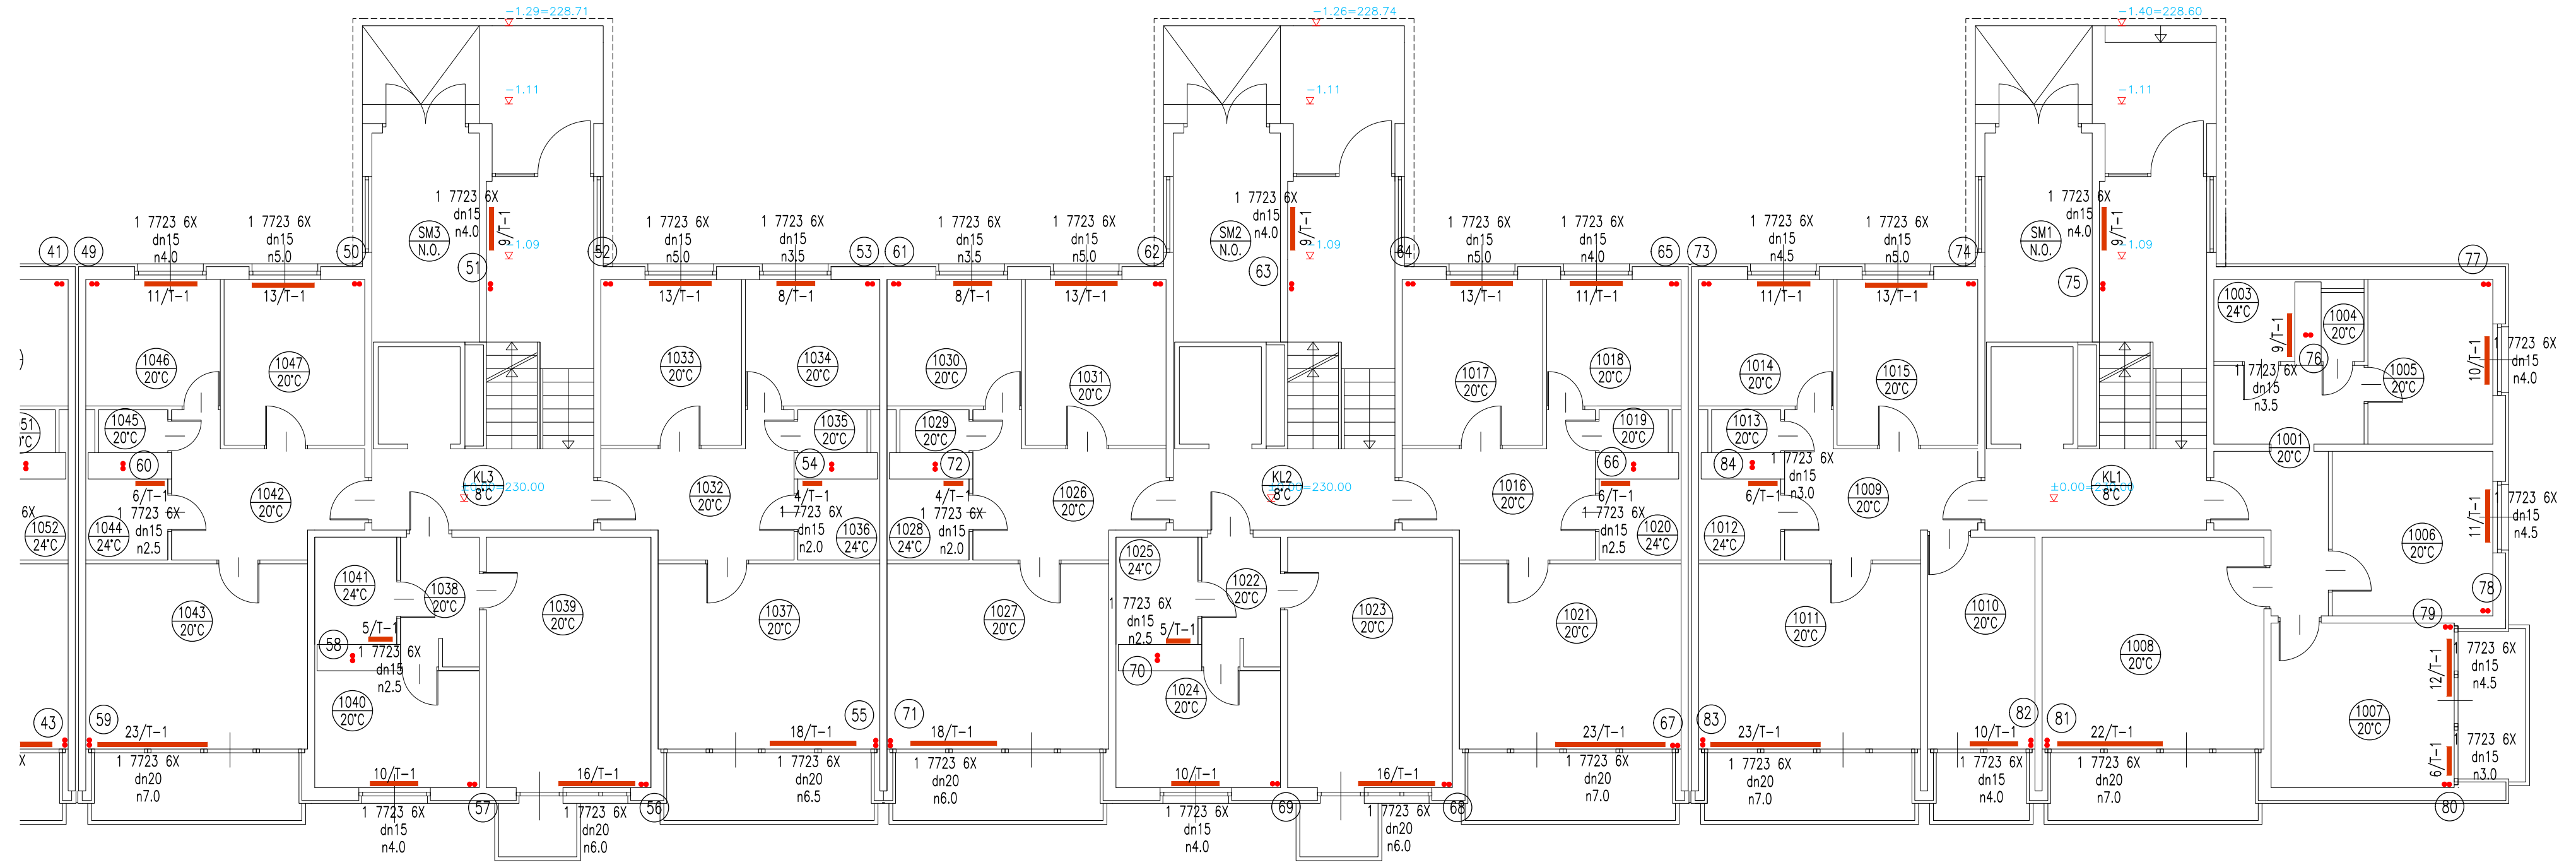 -1.29=228.71
-1.26=228.74
-1.40=228.60
-1.11
-1.11
-1.11
1 7723 6X
dn15
n4.0
9/T-1
-1.09
SM3
N.O.
51
1 7723 6X
dn15
n4.0
9/T-1
-1.09
SM2
N.O.
63
1 7723 6X
dn15
n4.0
9/T-1
-1.09
SM1
N.O.
75
41
49
1 7723 6X
dn15
n4.0
1 7723 6X
dn15
n5.0
50
52
1 7723 6X
dn15
n5.0
1 7723 6X
dn15
n3.5
53
61
1 7723 6X
dn15
n3.5
1 7723 6X
dn15
n5.0
62
64
1 7723 6X
dn15
n5.0
1 7723 6X
dn15
n4.0
65
73
1 7723 6X
dn15
n4.5
1 7723 6X
dn15
n5.0
74
77
11/T-1
13/T-1
13/T-1
8/T-1
8/T-1
13/T-1
13/T-1
11/T-1
11/T-1
13/T-1
1003
24°C
9/T-1
1004
20°C
76
1 7723 6X
dn15
n3.5
1005
20°C
10/T-1
1 7723 6X
dn15
n4.0
1046
20°C
1047
20°C
1033
20°C
1034
20°C
1030
20°C
1031
20°C
1017
20°C
1018
20°C
1014
20°C
1015
20°C
51
°C
1045
20°C
60
6/T-1
1 7723 6X
dn15
n2.5
6X
1052
24°C
1044
24°C
1042
20°C
KL3
8°C
±0.00=230.00
1032
20°C
54
1035
20°C
4/T-1
1 7723 6X
dn15
n2.0
1036
24°C
1029
20°C
72
4/T-1
1 7723 6X
dn15
n2.0
1028
24°C
1026
20°C
KL2
8°C
±0.00=230.00
1016
20°C
66
1019
20°C
6/T-1
1 7723 6X
dn15
n2.5
1020
24°C
1013
20°C
84
6/T-1
1 7723 6X
dn15
n3.0
1012
24°C
1009
20°C
KL1
8°C
±0.00=230.00
1001
20°C
11/T-1
1 7723 6X
dn15
n4.5
1006
20°C
78
1043
20°C
1041
24°C
1038
20°C
5/T-1
58
1 7723 6X
dn15
n2.5
1040
20°C
1039
20°C
1037
20°C
1027
20°C
1025
24°C
1022
20°C
1 7723 6X
dn15
n2.5
5/T-1
70
1024
20°C
1023
20°C
1021
20°C
1011
20°C
1010
20°C
1008
20°C
79
12/T-1
1 7723 6X
dn15
n4.5
1007
20°C
6/T-1
1 7723 6X
dn15
n3.0
80
43
59
23/T-1
X
1 7723 6X
dn20
n7.0
10/T-1
1 7723 6X
dn15
n4.0
57
16/T-1
1 7723 6X
dn20
n6.0
56
18/T-1
55
1 7723 6X
dn20
n6.5
71
18/T-1
1 7723 6X
dn20
n6.0
10/T-1
1 7723 6X
dn15
n4.0
69
16/T-1
1 7723 6X
dn20
n6.0
68
23/T-1
67
1 7723 6X
dn20
n7.0
83
23/T-1
1 7723 6X
dn20
n7.0
10/T-1
82
1 7723 6X
dn15
n4.0
81
22/T-1
1 7723 6X
dn20
n7.0